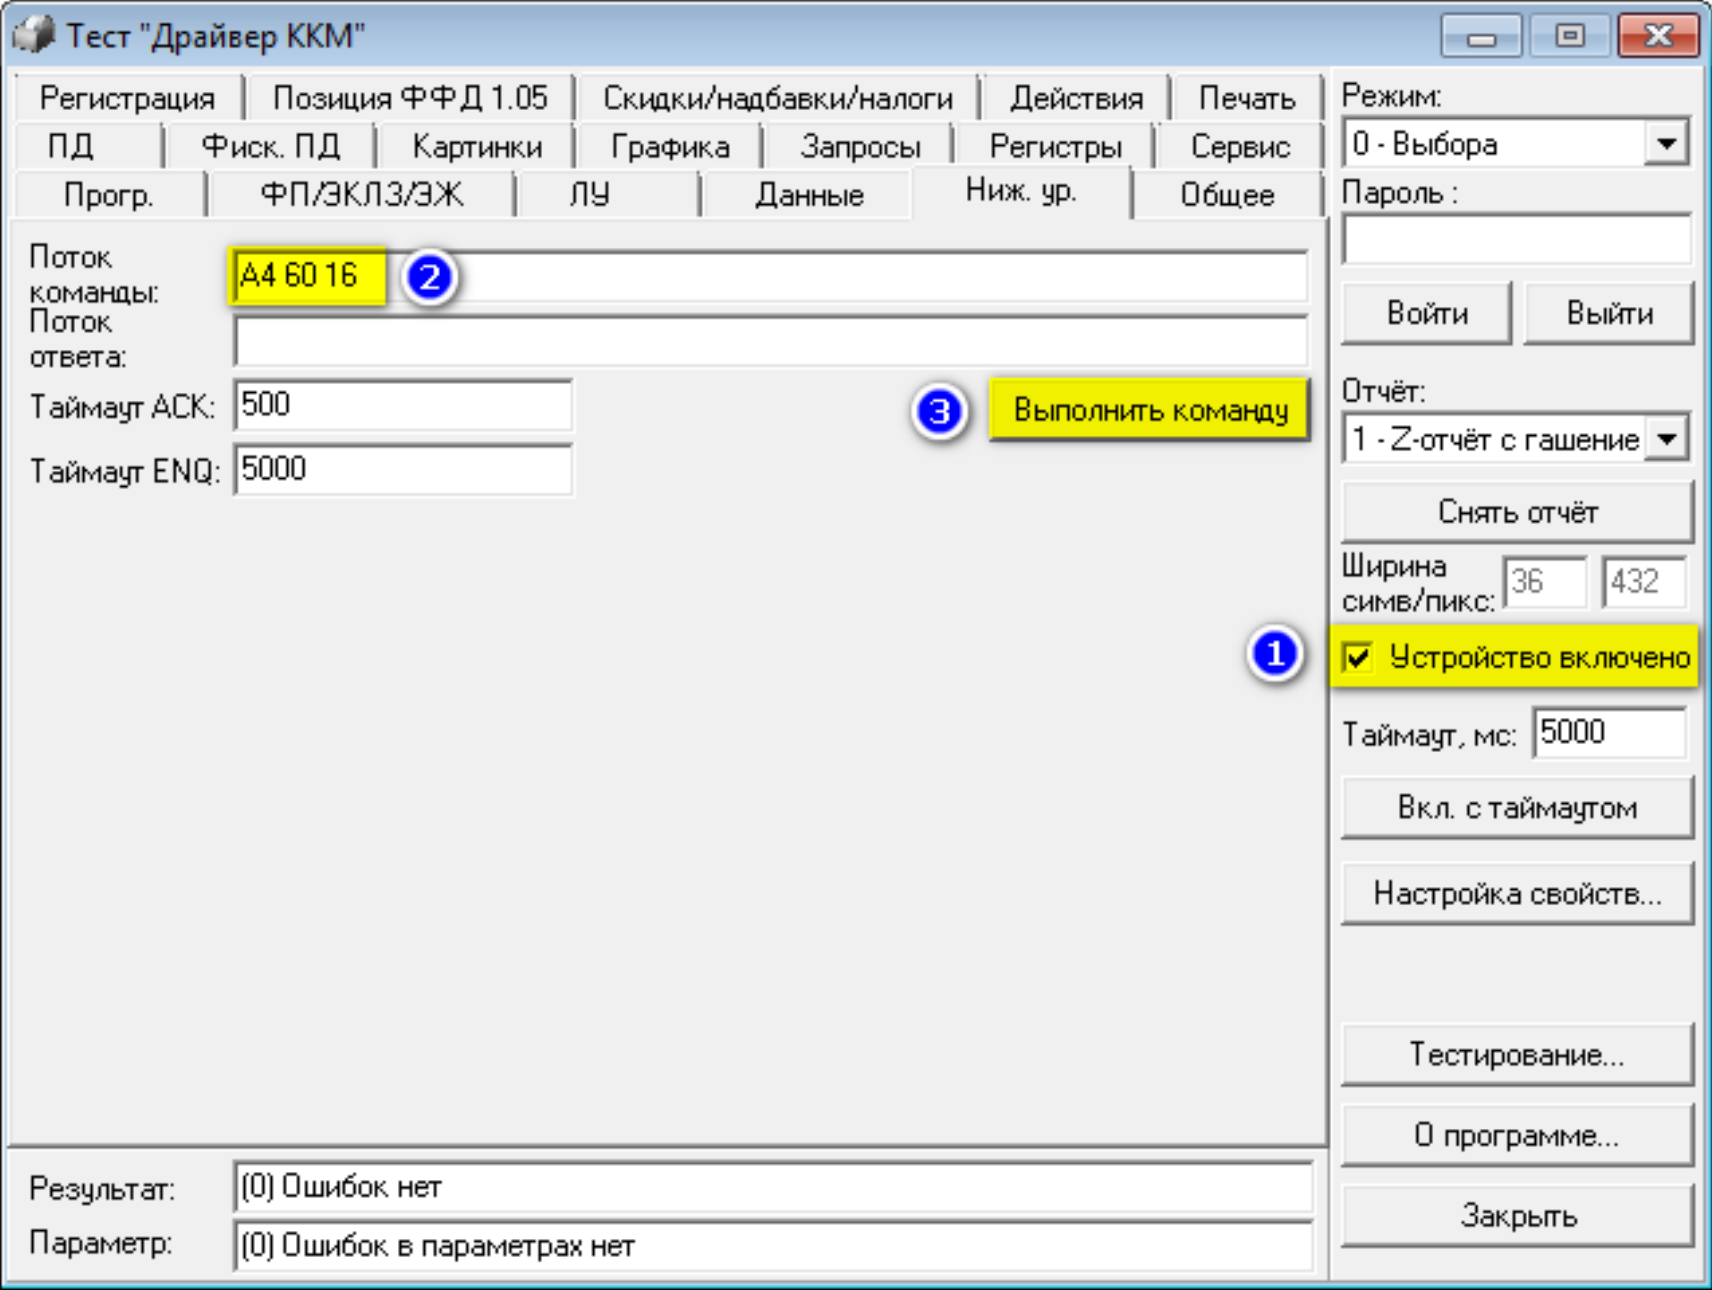 Тест "Драйвер ККМ"
Регистрация Позиция ФФД 1.05 Скидки/надбавки/налоги Действия Печать
ПД Фиск. ПД Картинки Графика Запросы Регистры Сервис
Прогр. ФП/ЭКЛЗ/ЭЖ ЛУ Данные Ниж. ур. Общее
Поток
команды:
A4 60 16
2
Поток
ответа:
Таймаут ACK: 500
3 Выполнить команду
Таймаут ENQ: 5000
Результат: (0) Ошибок нет
Параметр: (0) Ошибок в параметрах нет
Режим:
0 - Выбора
Пароль :
Войти Выйти
Отчёт:
1 - Z-отчёт с гашение
Снять отчёт
Ширина
симв/пикс: 36 432
1 Устройство включено
Таймаут, мс: 5000
Вкл. с таймаутом
Настройка свойств...
Тестирование...
О программе...
Закрыть